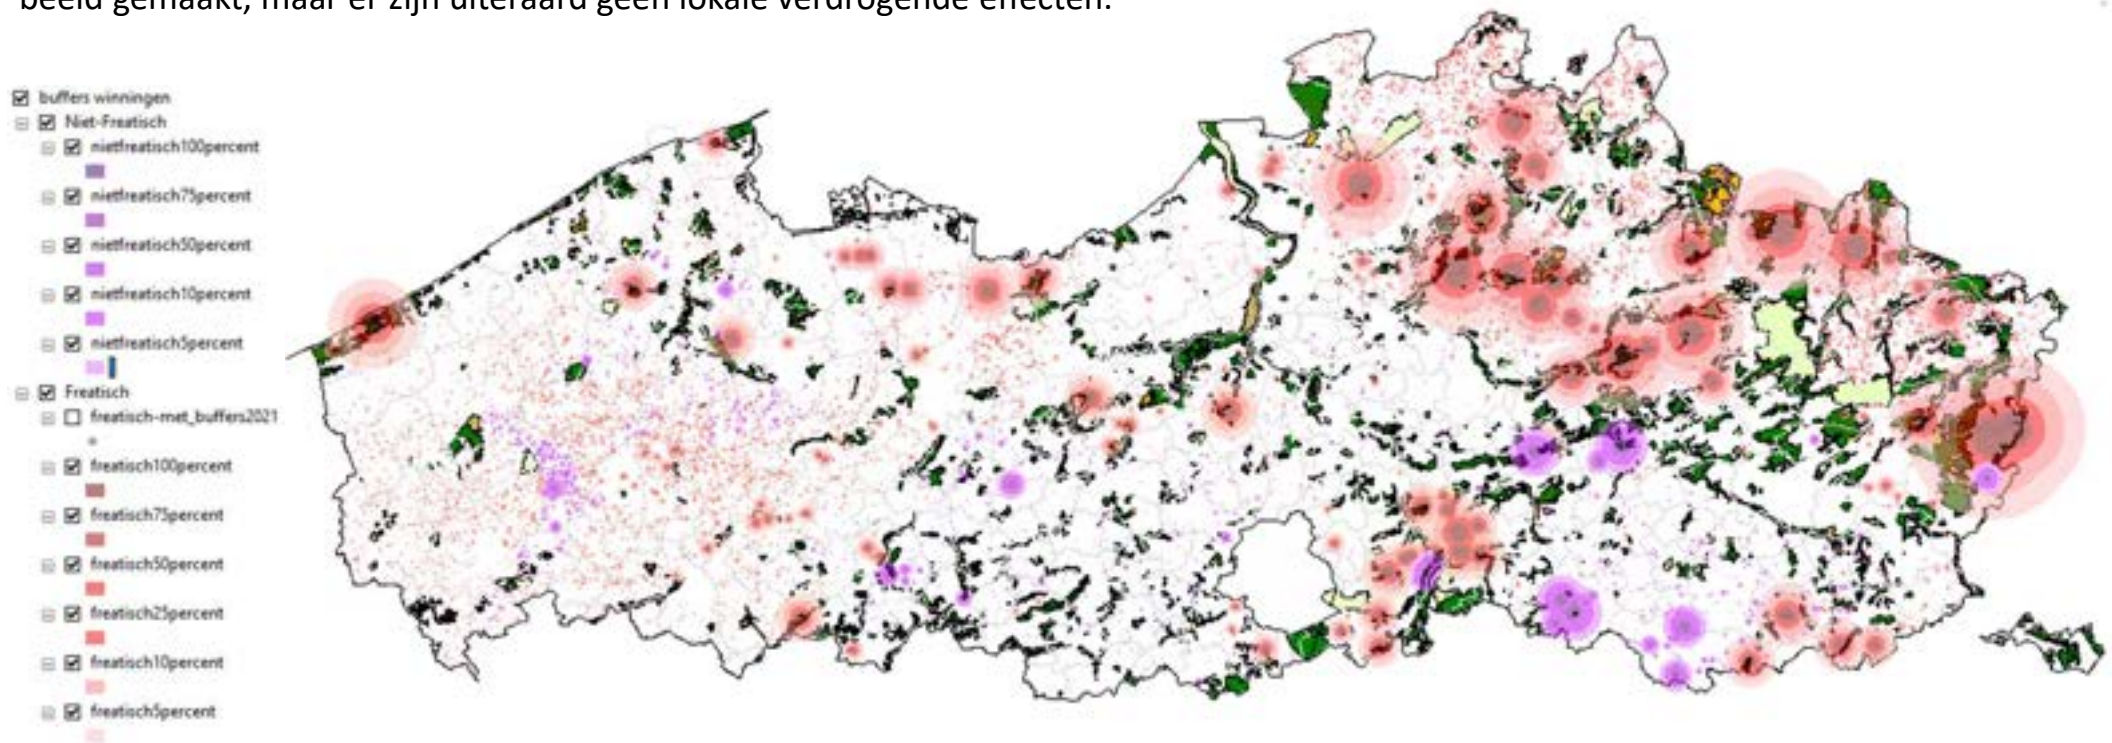 beeld gemaakt, maar er zijn uiteraard geen lokale verdrogende effecten.
buffers winningen
Niet-Freatisch
nietfreatisch100percent
nietfreatisch75percent
nietfreatisch50percent
nietfreatisch10percent
nietfreatisch5percent
Freatisch
freatisch-met_buffers2021
freatisch100percent
freatisch75percent
freatisch50percent
freatisch25percent
freatisch10percent
freatisch5percent